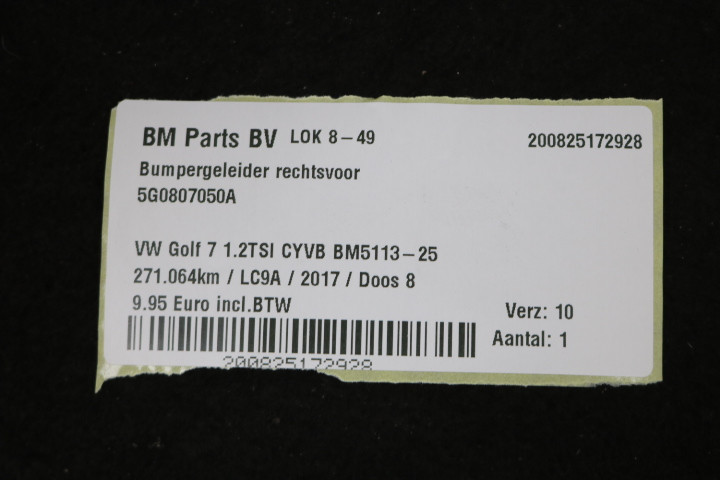 BM Parts BV LOK 8-49 200825172928
Bumpergeleider rechtsvoor
5G0807050A
VW Golf 7 1.2TSI CYVB BM5113-25
271.064km / LC9A / 2017 / Doos 8
9.95 Euro incl.BTW
Verz: 10
Aantal: 1
200825172928